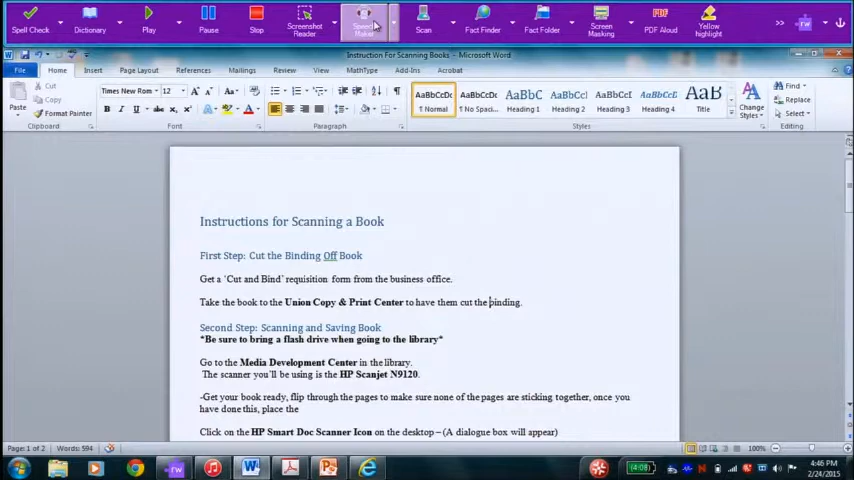 Spell Check Dictionary Play Pause Stop Screenshot Reader Speech Maker Scan Fact Finder Fact Folder Screen Masking PDF Aloud Yellow highlight
Instruction For Scanning Books - Microsoft Word
File Home Insert Page Layout References Mailings Review View MathType Add-Ins Acrobat
Paste
Cut
Copy
Format Painter
Clipboard
Times New Rom 12
Font
Paragraph
AaBbCcDc AaBbCcDc AaBbC AaBbCc AaBbCcD AaBbCcD AaB
¶ Normal ¶ No Spaci... Heading 1 Heading 2 Heading 3 Heading 4 Title
Change Styles
Styles
Find
Replace
Select
Editing
Instructions for Scanning a Book
First Step: Cut the Binding Off Book
Get a ‘Cut and Bind’ requisition form from the business office.
Take the book to the Union Copy & Print Center to have them cut the binding.
Second Step: Scanning and Saving Book
*Be sure to bring a flash drive when going to the library*
Go to the Media Development Center in the library.
The scanner you’ll be using is the HP Scanjet N9120.
-Get your book ready, flip through the pages to make sure none of the pages are sticking together, once you
have done this, place the
Click on the HP Smart Doc Scanner Icon on the desktop – (A dialogue box will appear)
Page: 1 of 2 Words: 594 100%
(4:08) 4:46 PM
2/24/2015